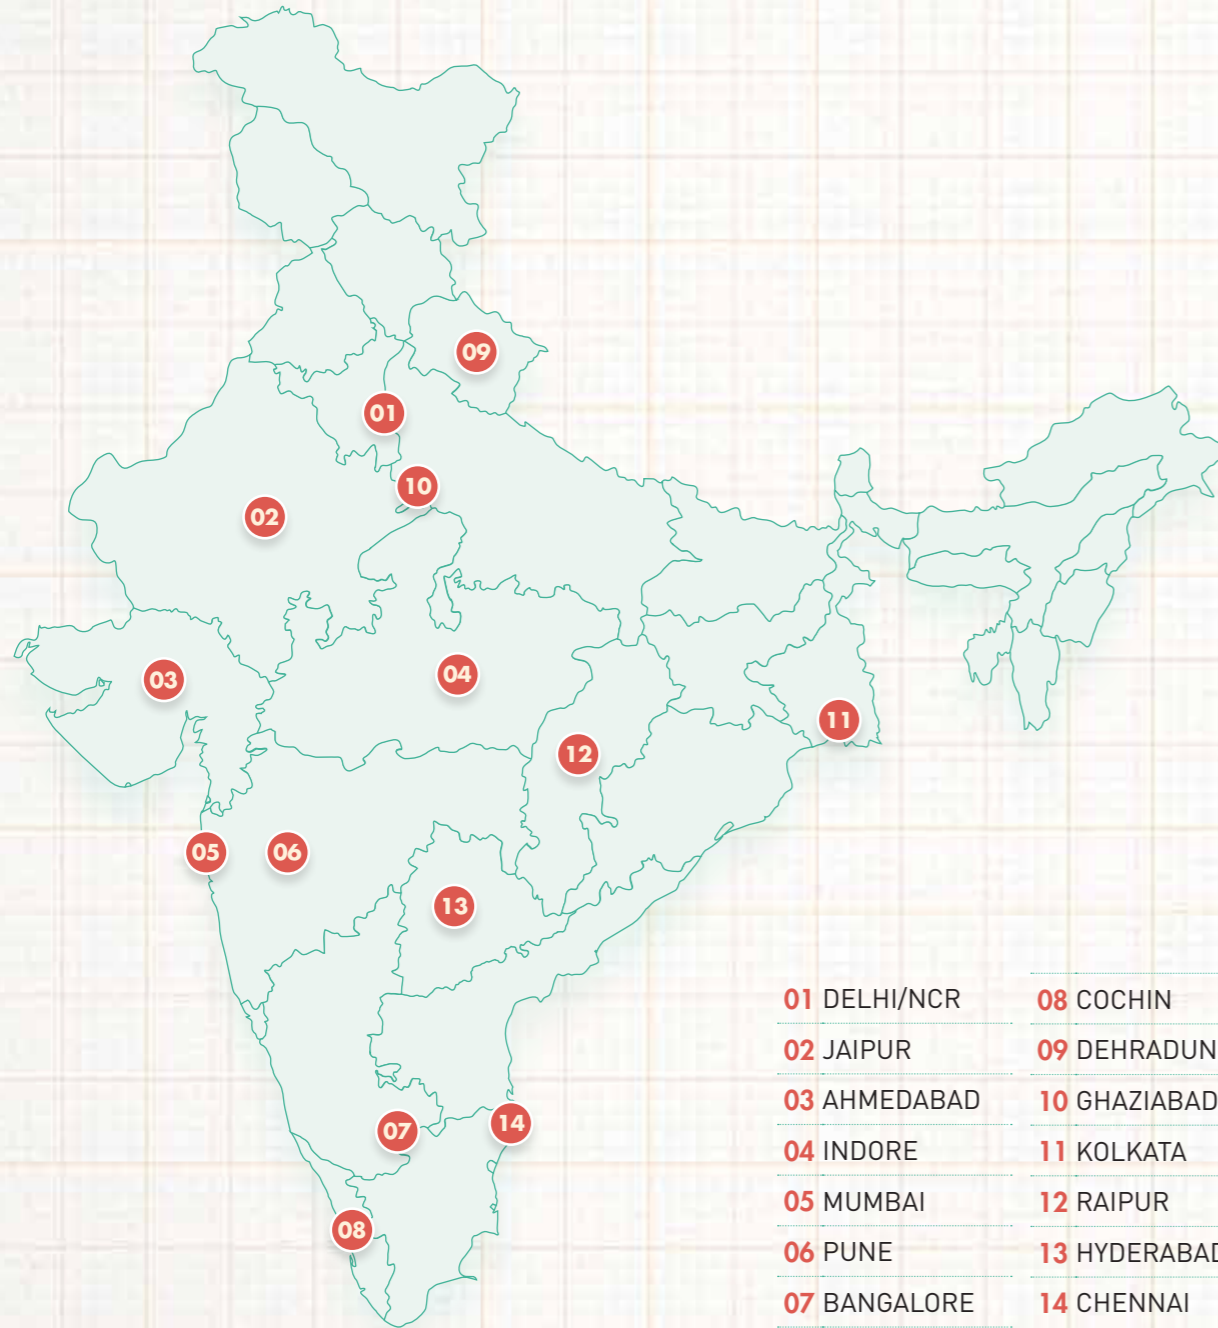 09
01
10
02
03
04
11
12
05
06
13
07
14
08
01 DELHI/NCR
02 JAIPUR
03 AHMEDABAD
04 INDORE
05 MUMBAI
06 PUNE
07 BANGALORE
08 COCHIN
09 DEHRADUN
10 GHAZIABAD
11 KOLKATA
12 RAIPUR
13 HYDERABAD
14 CHENNAI